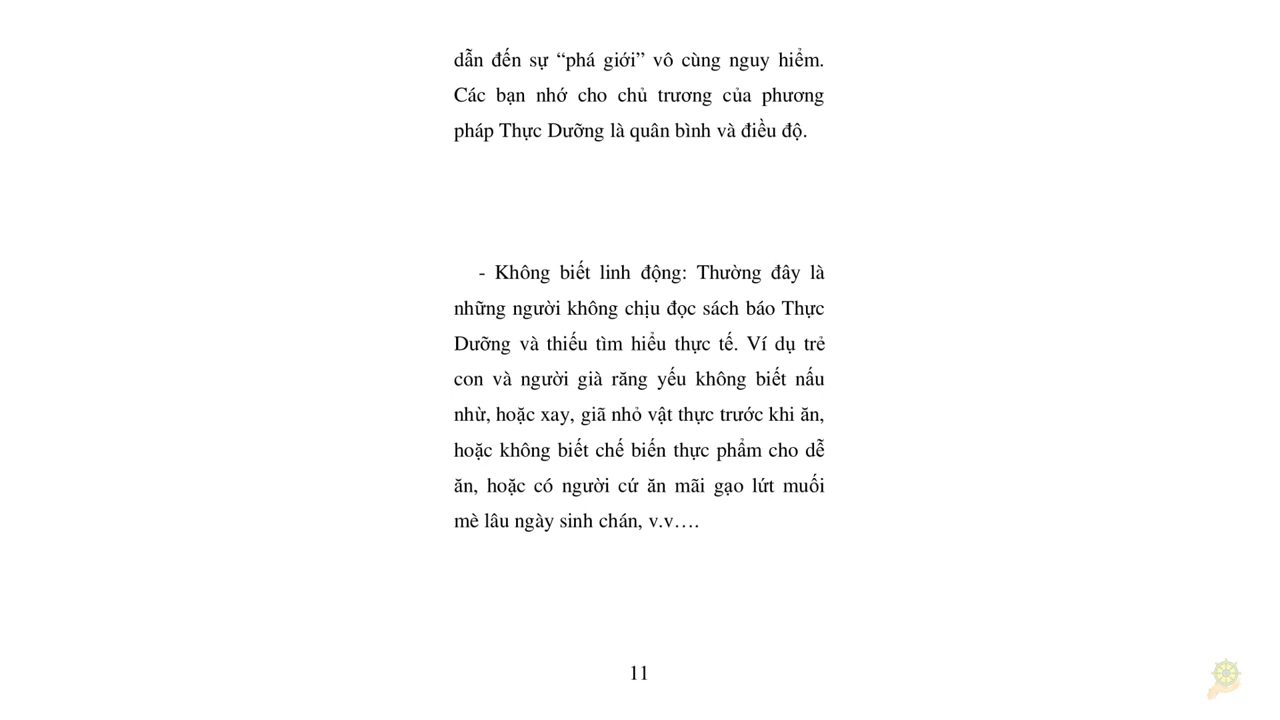 dẫn đến sự “phá giới” vô cùng nguy hiểm.
Các bạn nhớ cho chủ trương của phương
pháp Thực Dưỡng là quân bình và điều độ.
- Không biết linh động: Thường đây là
những người không chịu đọc sách báo Thực
Dưỡng và thiếu tìm hiểu thực tế. Ví dụ trẻ
con và người già răng yếu không biết nấu
nhừ, hoặc xay, giã nhỏ vật thực trước khi ăn,
hoặc không biết chế biến thực phẩm cho dễ
ăn, hoặc có người cứ ăn mãi gạo lứt muối
mè lâu ngày sinh chán, v.v….
11